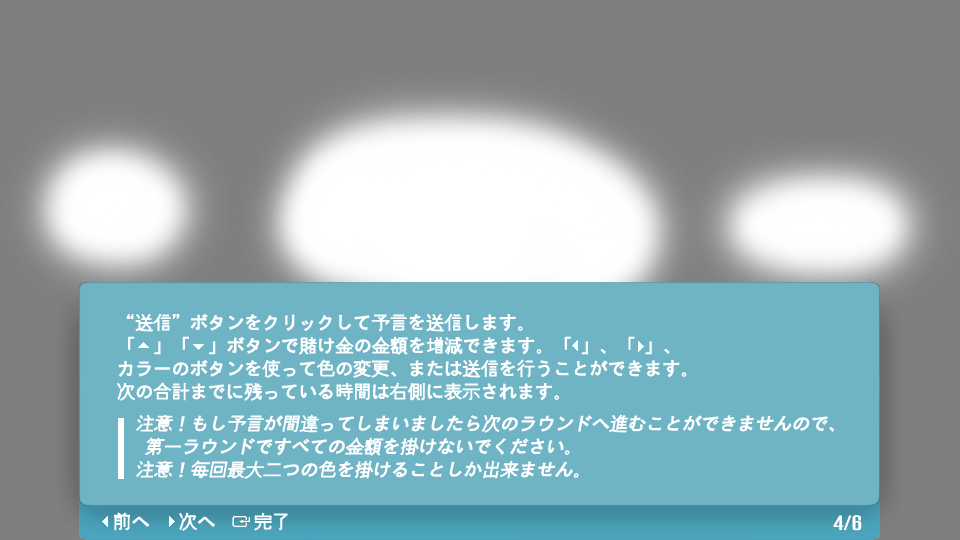 “送信”ボタンをクリックして予言を送信します。
「▲」「▼」ボタンで賭け金の金額を増減できます。「◀」、「▶」、
カラーのボタンを使って色の変更、または送信を行うことができます。
次の合計までに残っている時間は右側に表示されます。
注意！もし予言が間違ってしまいましたら次のラウンドへ進むことができませんので、
第一ラウンドですべての金額を掛けないでください。
注意！毎回最大二つの色を掛けることしか出来ません。
◀前へ ▶次へ 完了 4/6